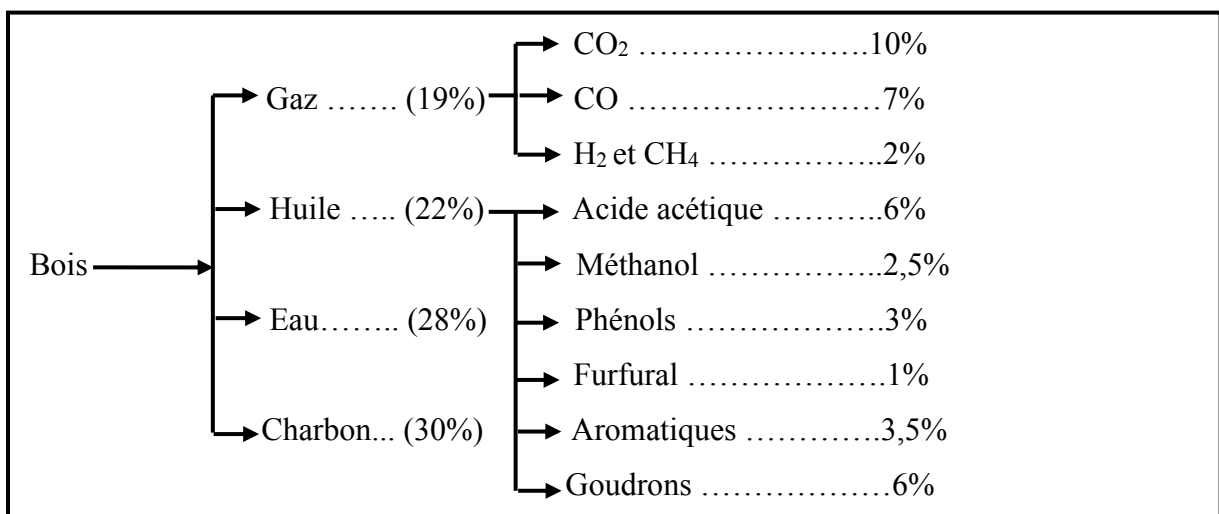 CO₂ …………………..10%
Gaz ……. (19%)
CO …………………….7%
H₂ et CH₄ ………………..2%
Huile ….. (22%)
Acide acétique ………..6%
Bois
Méthanol ……………..2,5%
Eau…….. (28%)
Phénols ………………3%
Furfural ………………..1%
Charbon... (30%)
Aromatiques ………….3,5%
Goudrons ………………6%